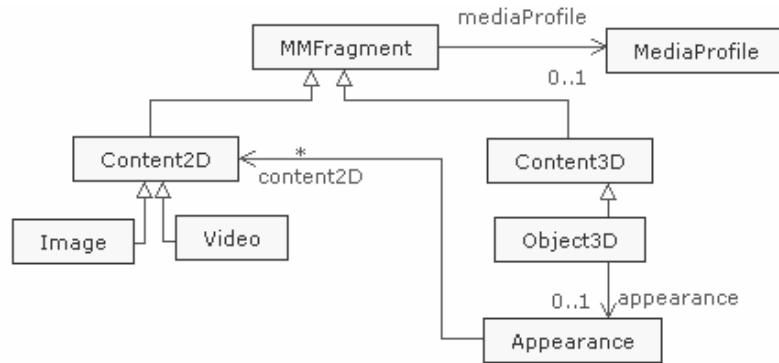 mediaProfile
MMFragment
MediaProfile
0..1
Content2D
*
content2D
Content3D
Image
Video
Object3D
0..1
appearance
Appearance